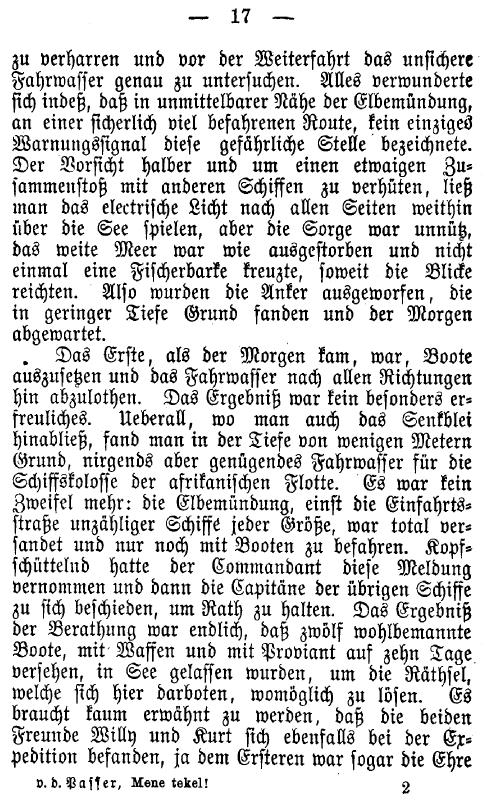 — 17 —
zu verharren und vor der Weiterfahrt das unsichere
Fahrwasser genau zu untersuchen. Alles verwunderte
sich indeß, daß in unmittelbarer Nähe der Elbemündung,
an einer sicherlich viel befahrenen Route, kein einziges
Warnungssignal diese gefährliche Stelle bezeichnete.
Der Vorsicht halber und um einen etwaigen Zu-
sammenstoß mit anderen Schiffen zu verhüten, ließ
man das electrische Licht nach allen Seiten weithin
über die See spielen, aber die Sorge war unnütz,
das weite Meer war wie ausgestorben und nicht
einmal eine Fischerbarke kreuzte, soweit die Blicke
reichten. Also wurden die Anker ausgeworfen, die
in geringer Tiefe Grund fanden und der Morgen
abgewartet.
Das Erste, als der Morgen kam, war, Boote
auszusetzen und das Fahrwasser nach allen Richtungen
hin abzulothen. Das Ergebniß war kein besonders er-
freuliches. Ueberall, wo man auch das Senkblei
hinabließ, fand man in der Tiefe von wenigen Metern
Grund, nirgends aber genügendes Fahrwasser für die
Schiffskolosse der afrikanischen Flotte. Es war kein
Zweifel mehr: die Elbemündung, einst die Einfahrts-
straße unzähliger Schiffe jeder Größe, war total ver-
sandet und nur noch mit Booten zu befahren. Kopf-
schüttelnd hatte der Commandant diese Meldung
vernommen und dann die Capitäne der übrigen Schiffe
zu sich beschieden, um Rath zu halten. Das Ergebniß
der Berathung war endlich, daß zwölf wohlbemannte
Boote, mit Waffen und mit Proviant auf zehn Tage
versehen, in See gelassen wurden, um die Räthsel,
welche sich hier darboten, womöglich zu lösen. Es
braucht kaum erwähnt zu werden, daß die beiden
Freunde Willy und Kurt sich ebenfalls bei der Ex-
pedition befanden, ja dem Ersteren war sogar die Ehre
v. d. Passer, Mene tekel! 2